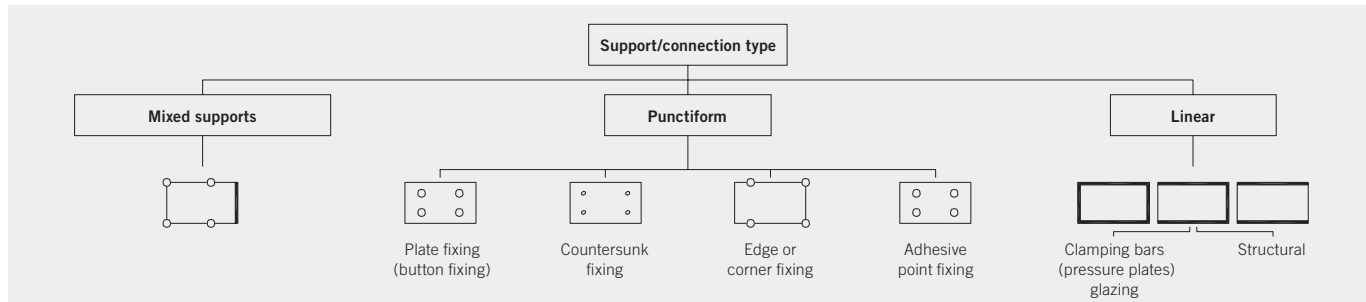 Support/connection type
Mixed supports
Punctiform
Linear
Plate fixing
(button fixing)
Countersunk
fixing
Edge or
corner fixing
Adhesive
point fixing
Clamping bars
(pressure plates)
glazing
Structural